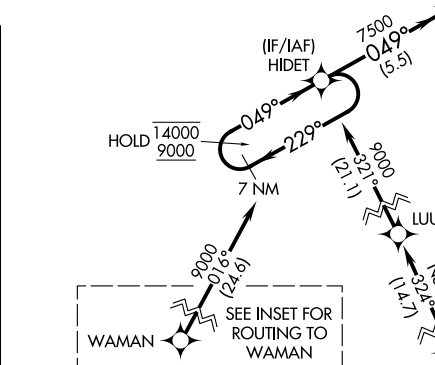 7500
(IF/IAF)
049°
HIDET
(5.5)
049°
14000
HOLD
9000
229°
7 NM
9000
321°
(21.1)
LUU
9000
016°
(24.6)
324°
(14.7)
SEE INSET FOR
WAMAN
ROUTING TO
WAMAN